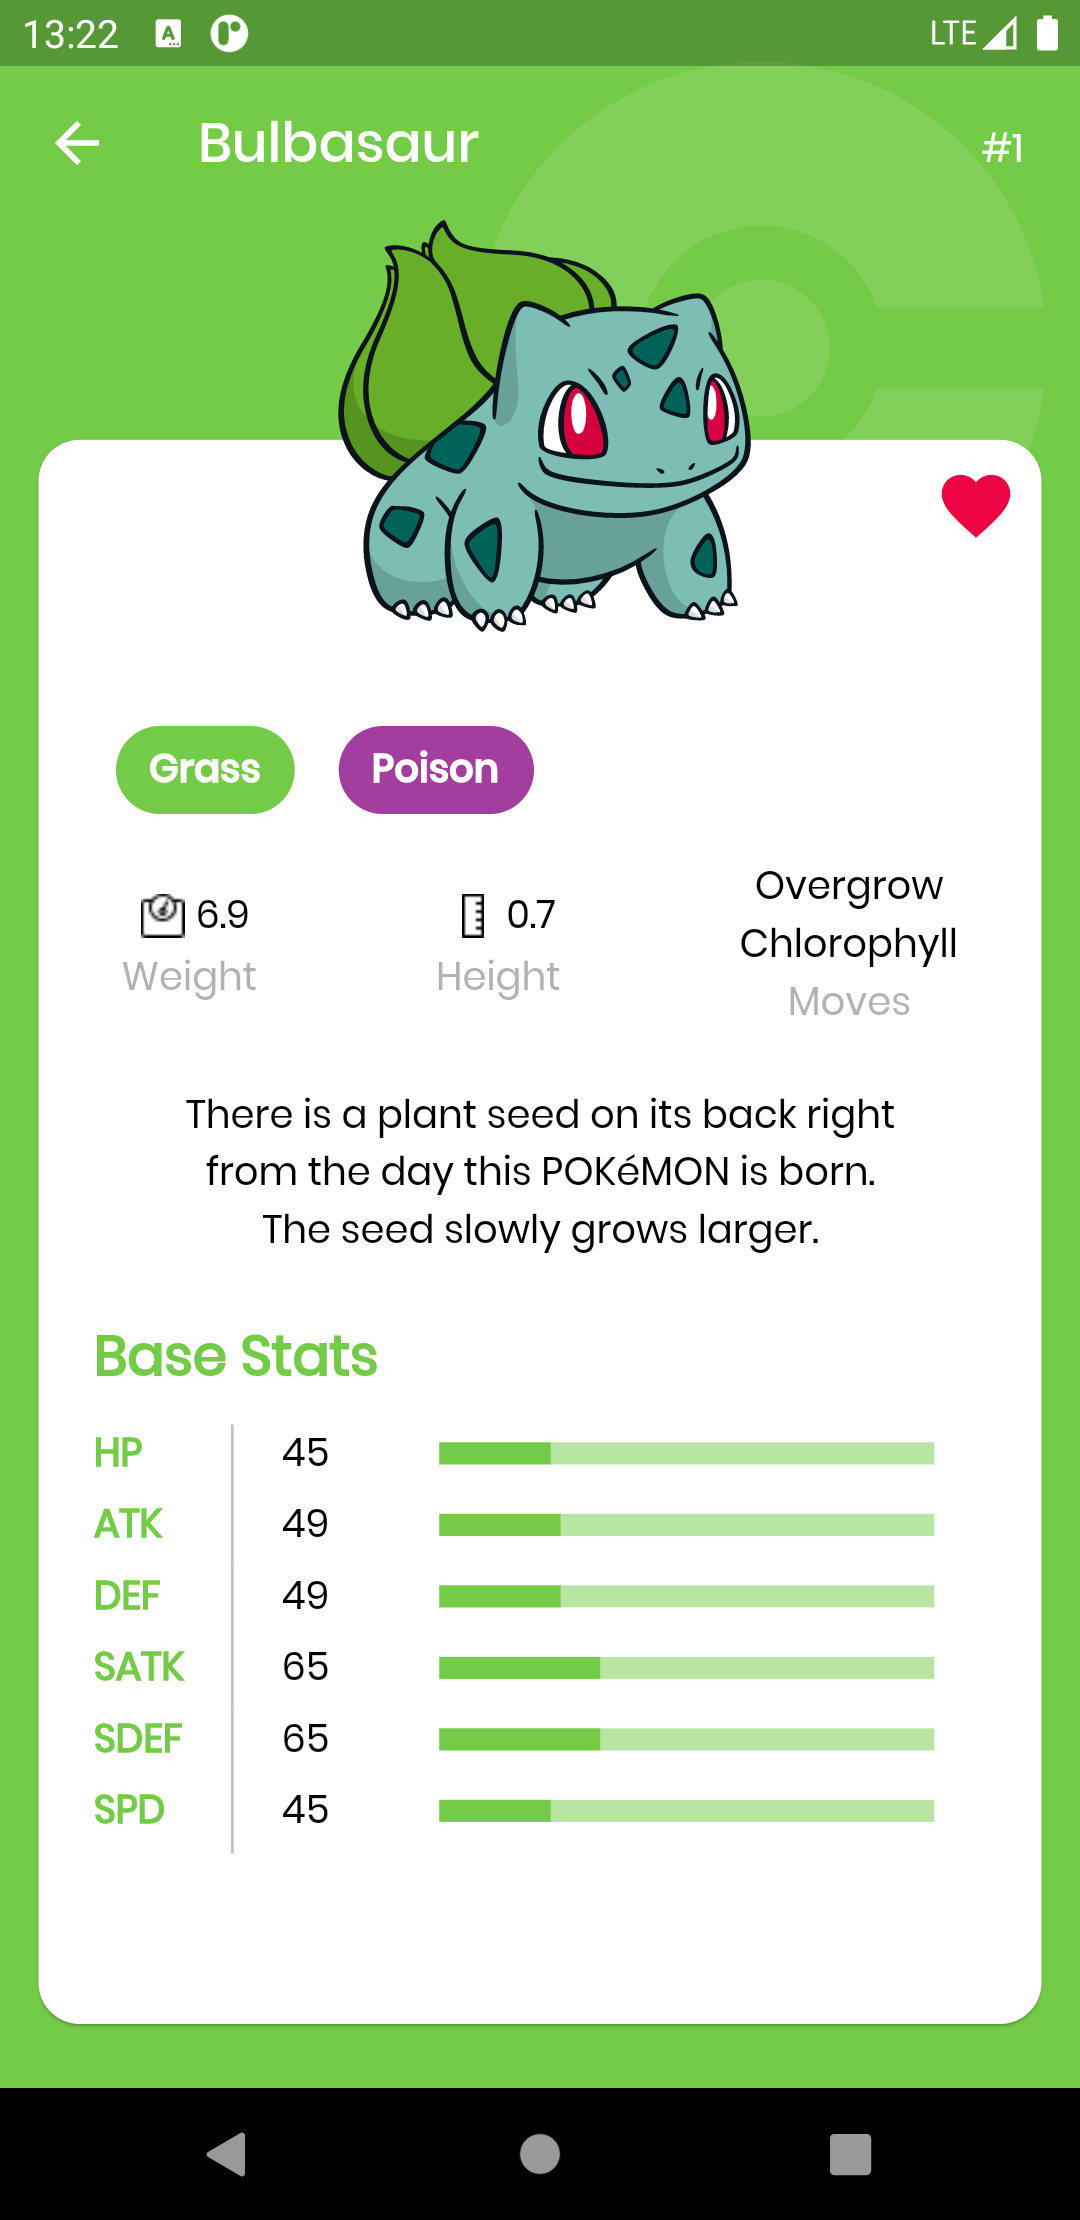 13:22 A LTE
Bulbasaur #1
Grass Poison
6.9 0.7 Overgrow
Chlorophyll
Weight Height Moves
There is a plant seed on its back right
from the day this POKéMON is born.
The seed slowly grows larger.
Base Stats
HP 45
ATK 49
DEF 49
SATK 65
SDEF 65
SPD 45